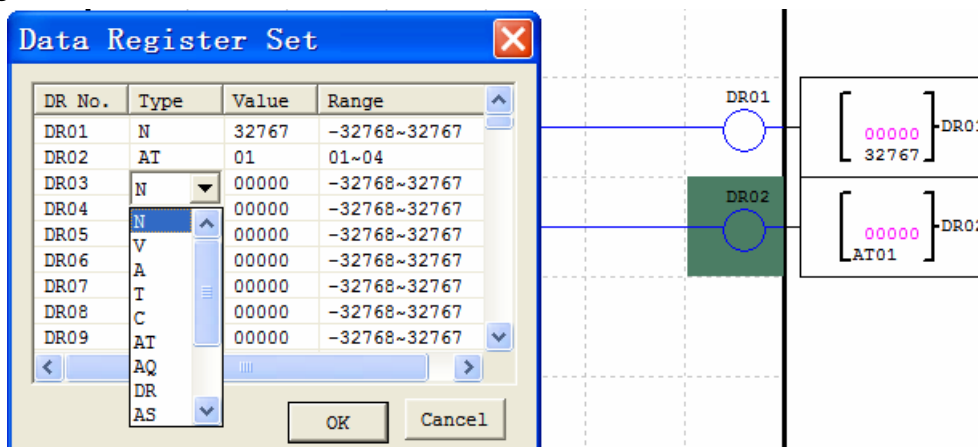 Data Register Set
DR No. Type Value Range
DR01 N 32767 -32768~32767
DR02 AT 01 01~04
DR03 N 00000 -32768~32767
DR04 00000 -32768~32767
DR05 00000 -32768~32767
DR06 00000 -32768~32767
DR07 00000 -32768~32767
DR08 00000 -32768~32767
DR09 00000 -32768~32767
N
V
A
T
C
AT
AQ
DR
AS
OK Cancel
DR01
00000
32767
DR01
DR02
00000
AT01
DR02